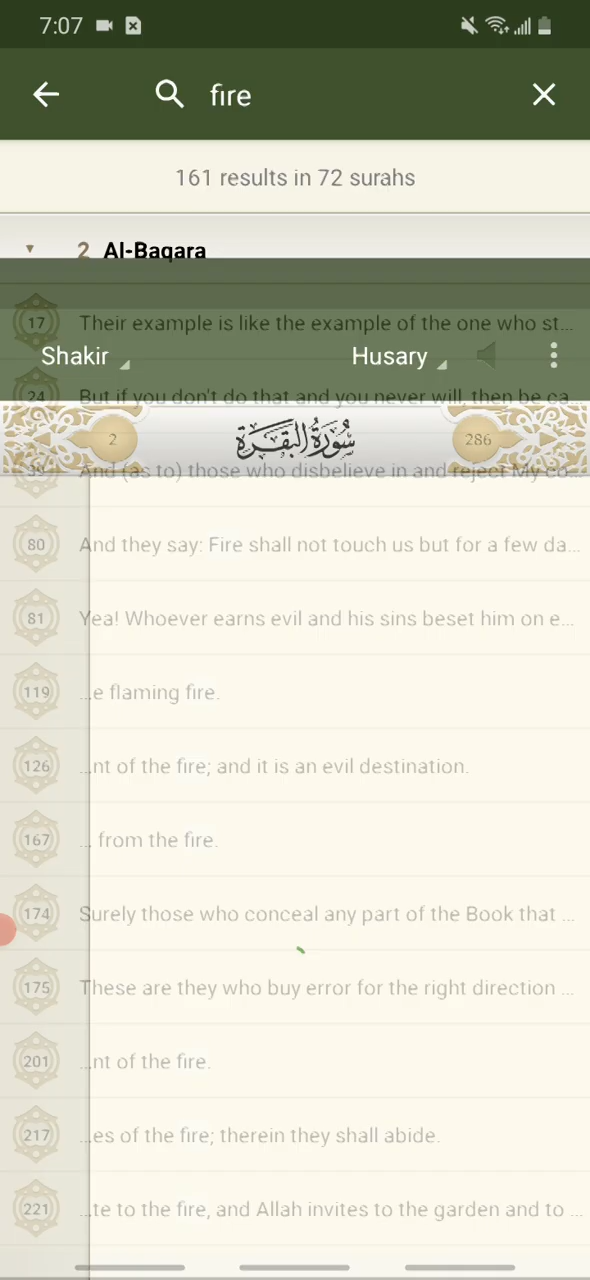 7:07
fire
161 results in 72 surahs
2 Al-Baqara
17 Their example is like the example of the one who st...
Shakir Husary
24 But if you don't do that and you never will, then be ca...
2 سُورَةُ البَقَرَة 286
39 And (as to) those who disbelieve in and reject My co...
80 And they say: Fire shall not touch us but for a few da...
81 Yea! Whoever earns evil and his sins beset him on e...
119 ...e flaming fire.
126 ...nt of the fire; and it is an evil destination.
167 ... from the fire.
174 Surely those who conceal any part of the Book that ...
175 These are they who buy error for the right direction ...
201 ...nt of the fire.
217 ...es of the fire; therein they shall abide.
221 ...te to the fire, and Allah invites to the garden and to ...